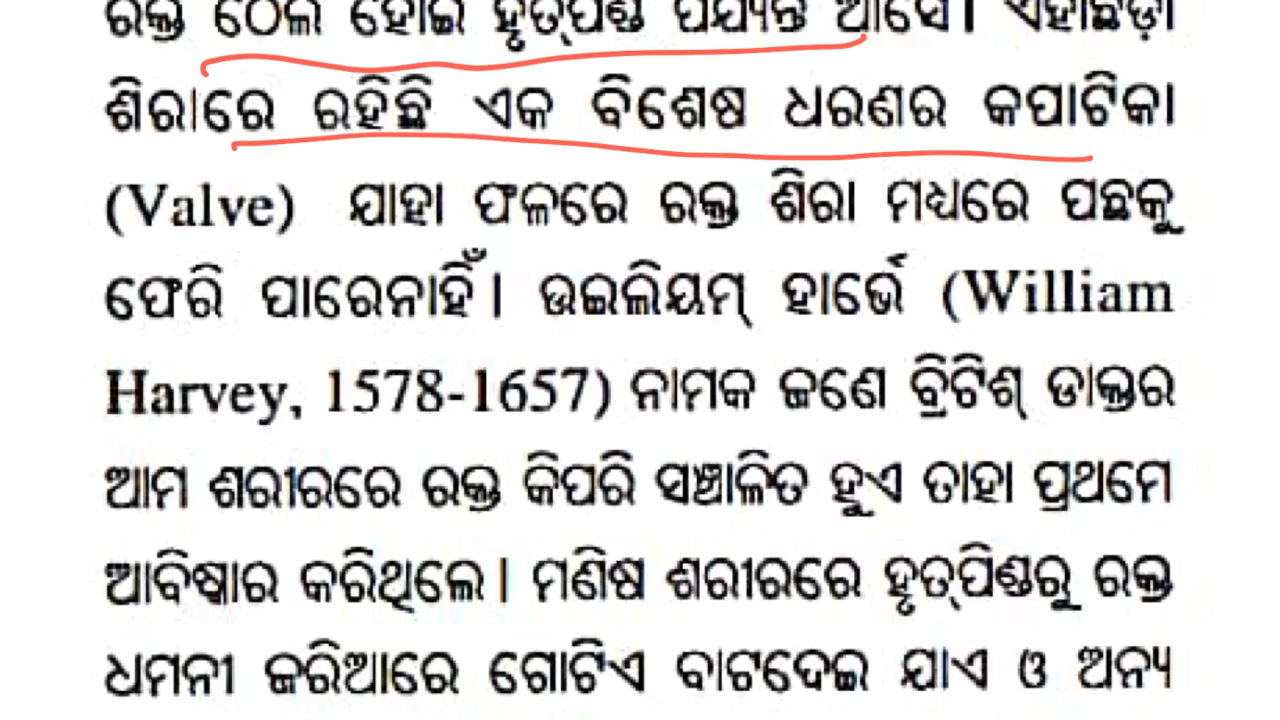 ରକ୍ତ ଠେଲି ହୋଇ ହୃତ୍‌ପିଣ୍ଡ ପର୍ଯ୍ୟନ୍ତ ଆସେ। ଏହାଛଡ଼ା
ଶିରାରେ ରହିଛି ଏକ ବିଶେଷ ଧରଣର କପାଟିକା
(Valve) ଯାହା ଫଳରେ ରକ୍ତ ଶିରା ମଧ୍ୟରେ ପଛକୁ
ଫେରି ପାରେନାହିଁ। ଉଇଲିୟମ୍ ହାର୍ଭେ (William
Harvey, 1578-1657) ନାମକ ଜଣେ ବ୍ରିଟିଶ୍ ଡାକ୍ତର
ଆମ ଶରୀରରେ ରକ୍ତ କିପରି ସଞ୍ଚାଳିତ ହୁଏ ତାହା ପ୍ରଥମେ
ଆବିଷ୍କାର କରିଥିଲେ। ମଣିଷ ଶରୀରରେ ହୃତ୍‌ପିଣ୍ଡରୁ ରକ୍ତ
ଧମନୀ ଜରିଆରେ ଗୋଟିଏ ବାଟଦେଇ ଯାଏ ଓ ଅନ୍ୟ